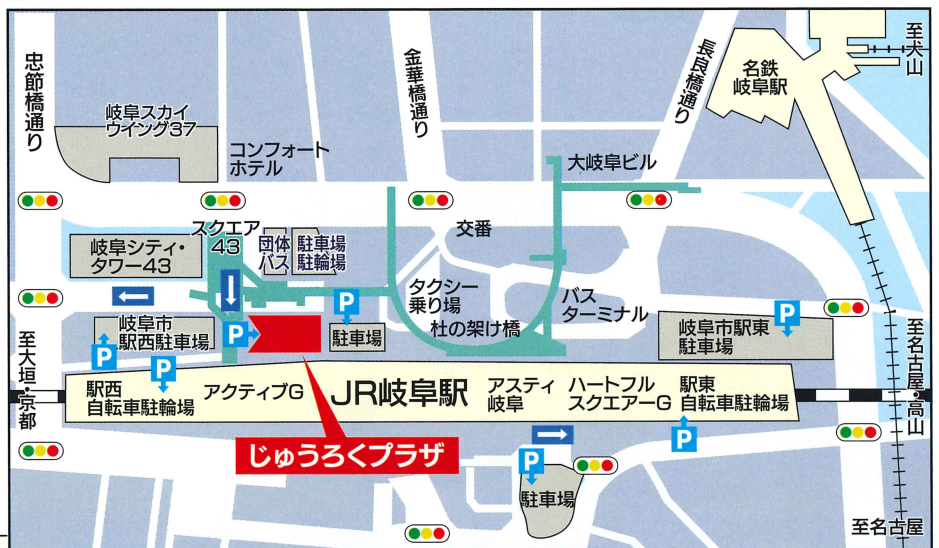 忠節橋通り
金華橋通り
長良橋通り
名鉄
岐阜駅
至犬山
岐阜スカイ
ウイング37
コンフォート
ホテル
大岐阜ビル
スクエア
43
団体
バス
駐車場
駐輪場
交番
岐阜シティ・
タワー43
タクシー
乗り場
バス
ターミナル
杜の架け橋
P
P
P
岐阜市
駅西駐車場
駐車場
岐阜市駅東
駐車場
P
P
至大垣・京都
至名古屋・高山
駅西
自転車駐輪場
アクティブG
JR岐阜駅
アスティ
岐阜
ハートフル
スクエアーG
駅東
自転車駐輪場
P
じゅうろくプラザ
P
駐車場
至名古屋